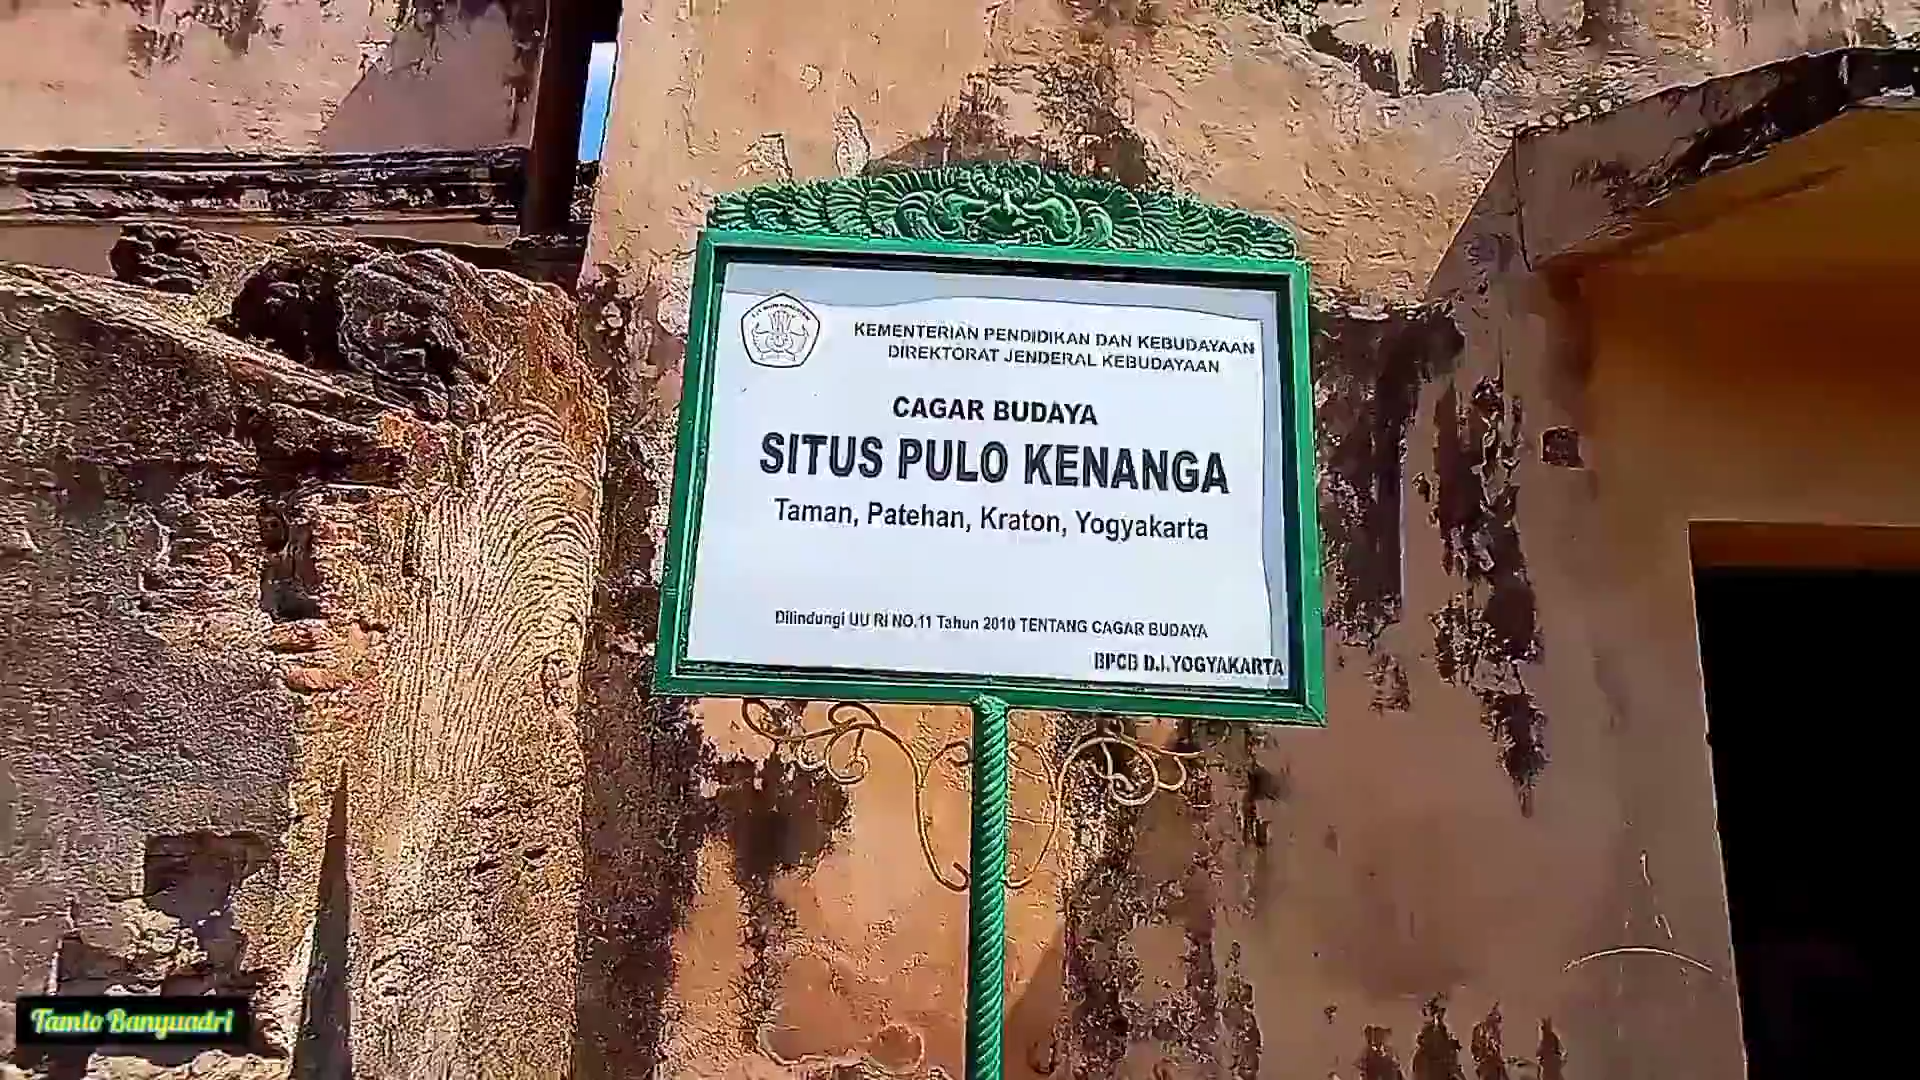 KEMENTERIAN PENDIDIKAN DAN KEBUDAYAAN
DIREKTORAT JENDERAL KEBUDAYAAN
CAGAR BUDAYA
SITUS PULO KENANGA
Taman, Patehan, Kraton, Yogyakarta
Dilindungi UU RI NO.11 Tahun 2010 TENTANG CAGAR BUDAYA
BPCB D.I.YOGYAKARTA
Tamto Banyuadri